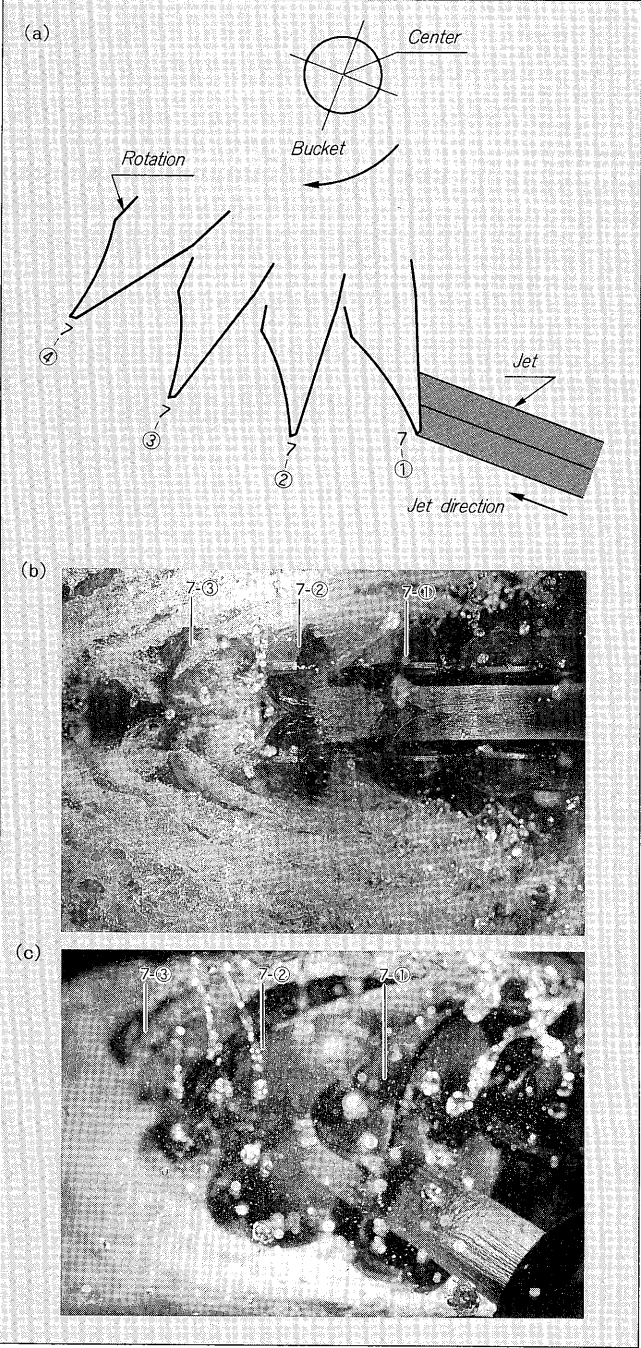 (a)
Center
Bucket
Rotation
7-④
7-③
7-②
7-①
Jet
Jet direction
(b)
7-③
7-②
7-①
(c)
7-③
7-②
7-①